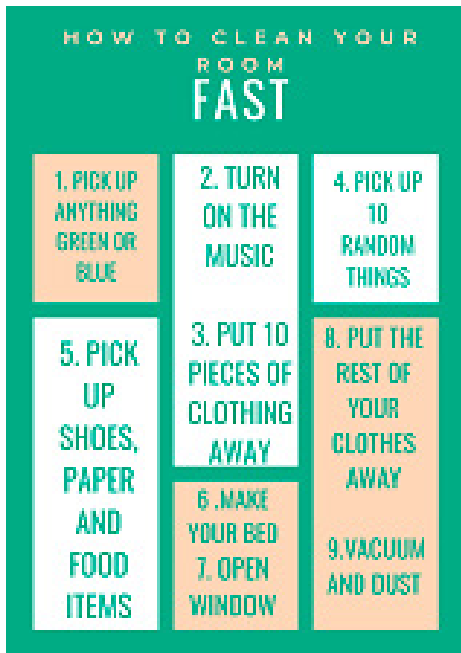 HOW TO CLEAN YOUR
ROOM
FAST
1. PICK UP
ANYTHING
GREEN OR
BLUE
2. TURN
ON THE
MUSIC
3. PUT 10
PIECES OF
CLOTHING
AWAY
4. PICK UP
10
RANDOM
THINGS
5. PICK
UP
SHOES,
PAPER
AND
FOOD
ITEMS
6 .MAKE
YOUR BED
7. OPEN
WINDOW
8. PUT THE
REST OF
YOUR
CLOTHES
AWAY
9.VACUUM
AND DUST